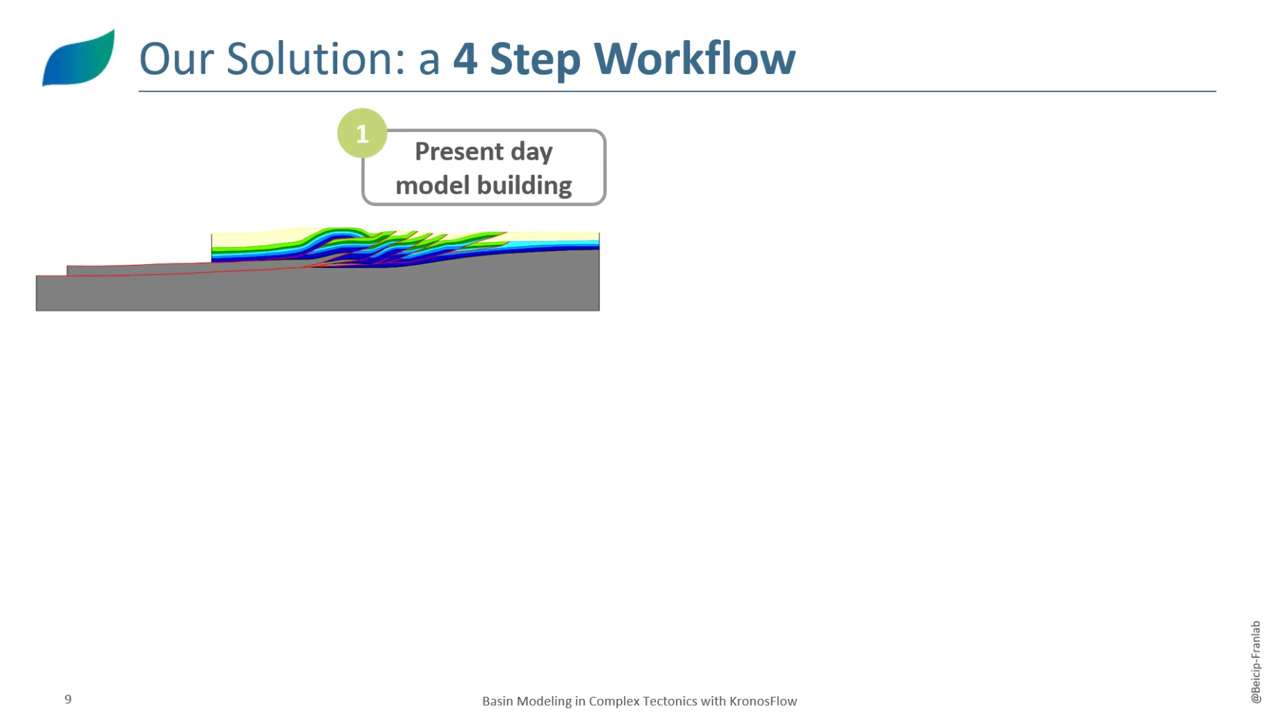 Our Solution: a 4 Step Workflow
1
Present day
model building
9
Basin Modeling in Complex Tectonics with KronosFlow
@Beicip-Franlab